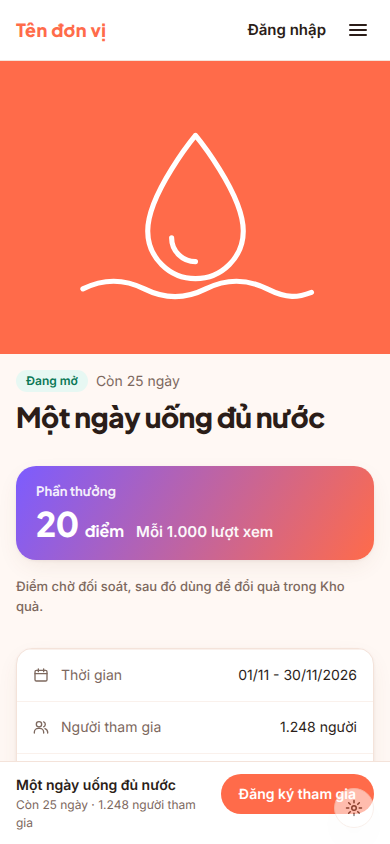 Tên đơn vị
Đăng nhập
Đang mở
Còn 25 ngày
Một ngày uống đủ nước
Phần thưởng
20 điểm Mỗi 1.000 lượt xem
Điểm chờ đối soát, sau đó dùng để đổi quà trong Kho
quà.
Thời gian
01/11 - 30/11/2026
Người tham gia
1.248 người
Một ngày uống đủ nước
Còn 25 ngày · 1.248 người tham
gia
Đăng ký tham gia